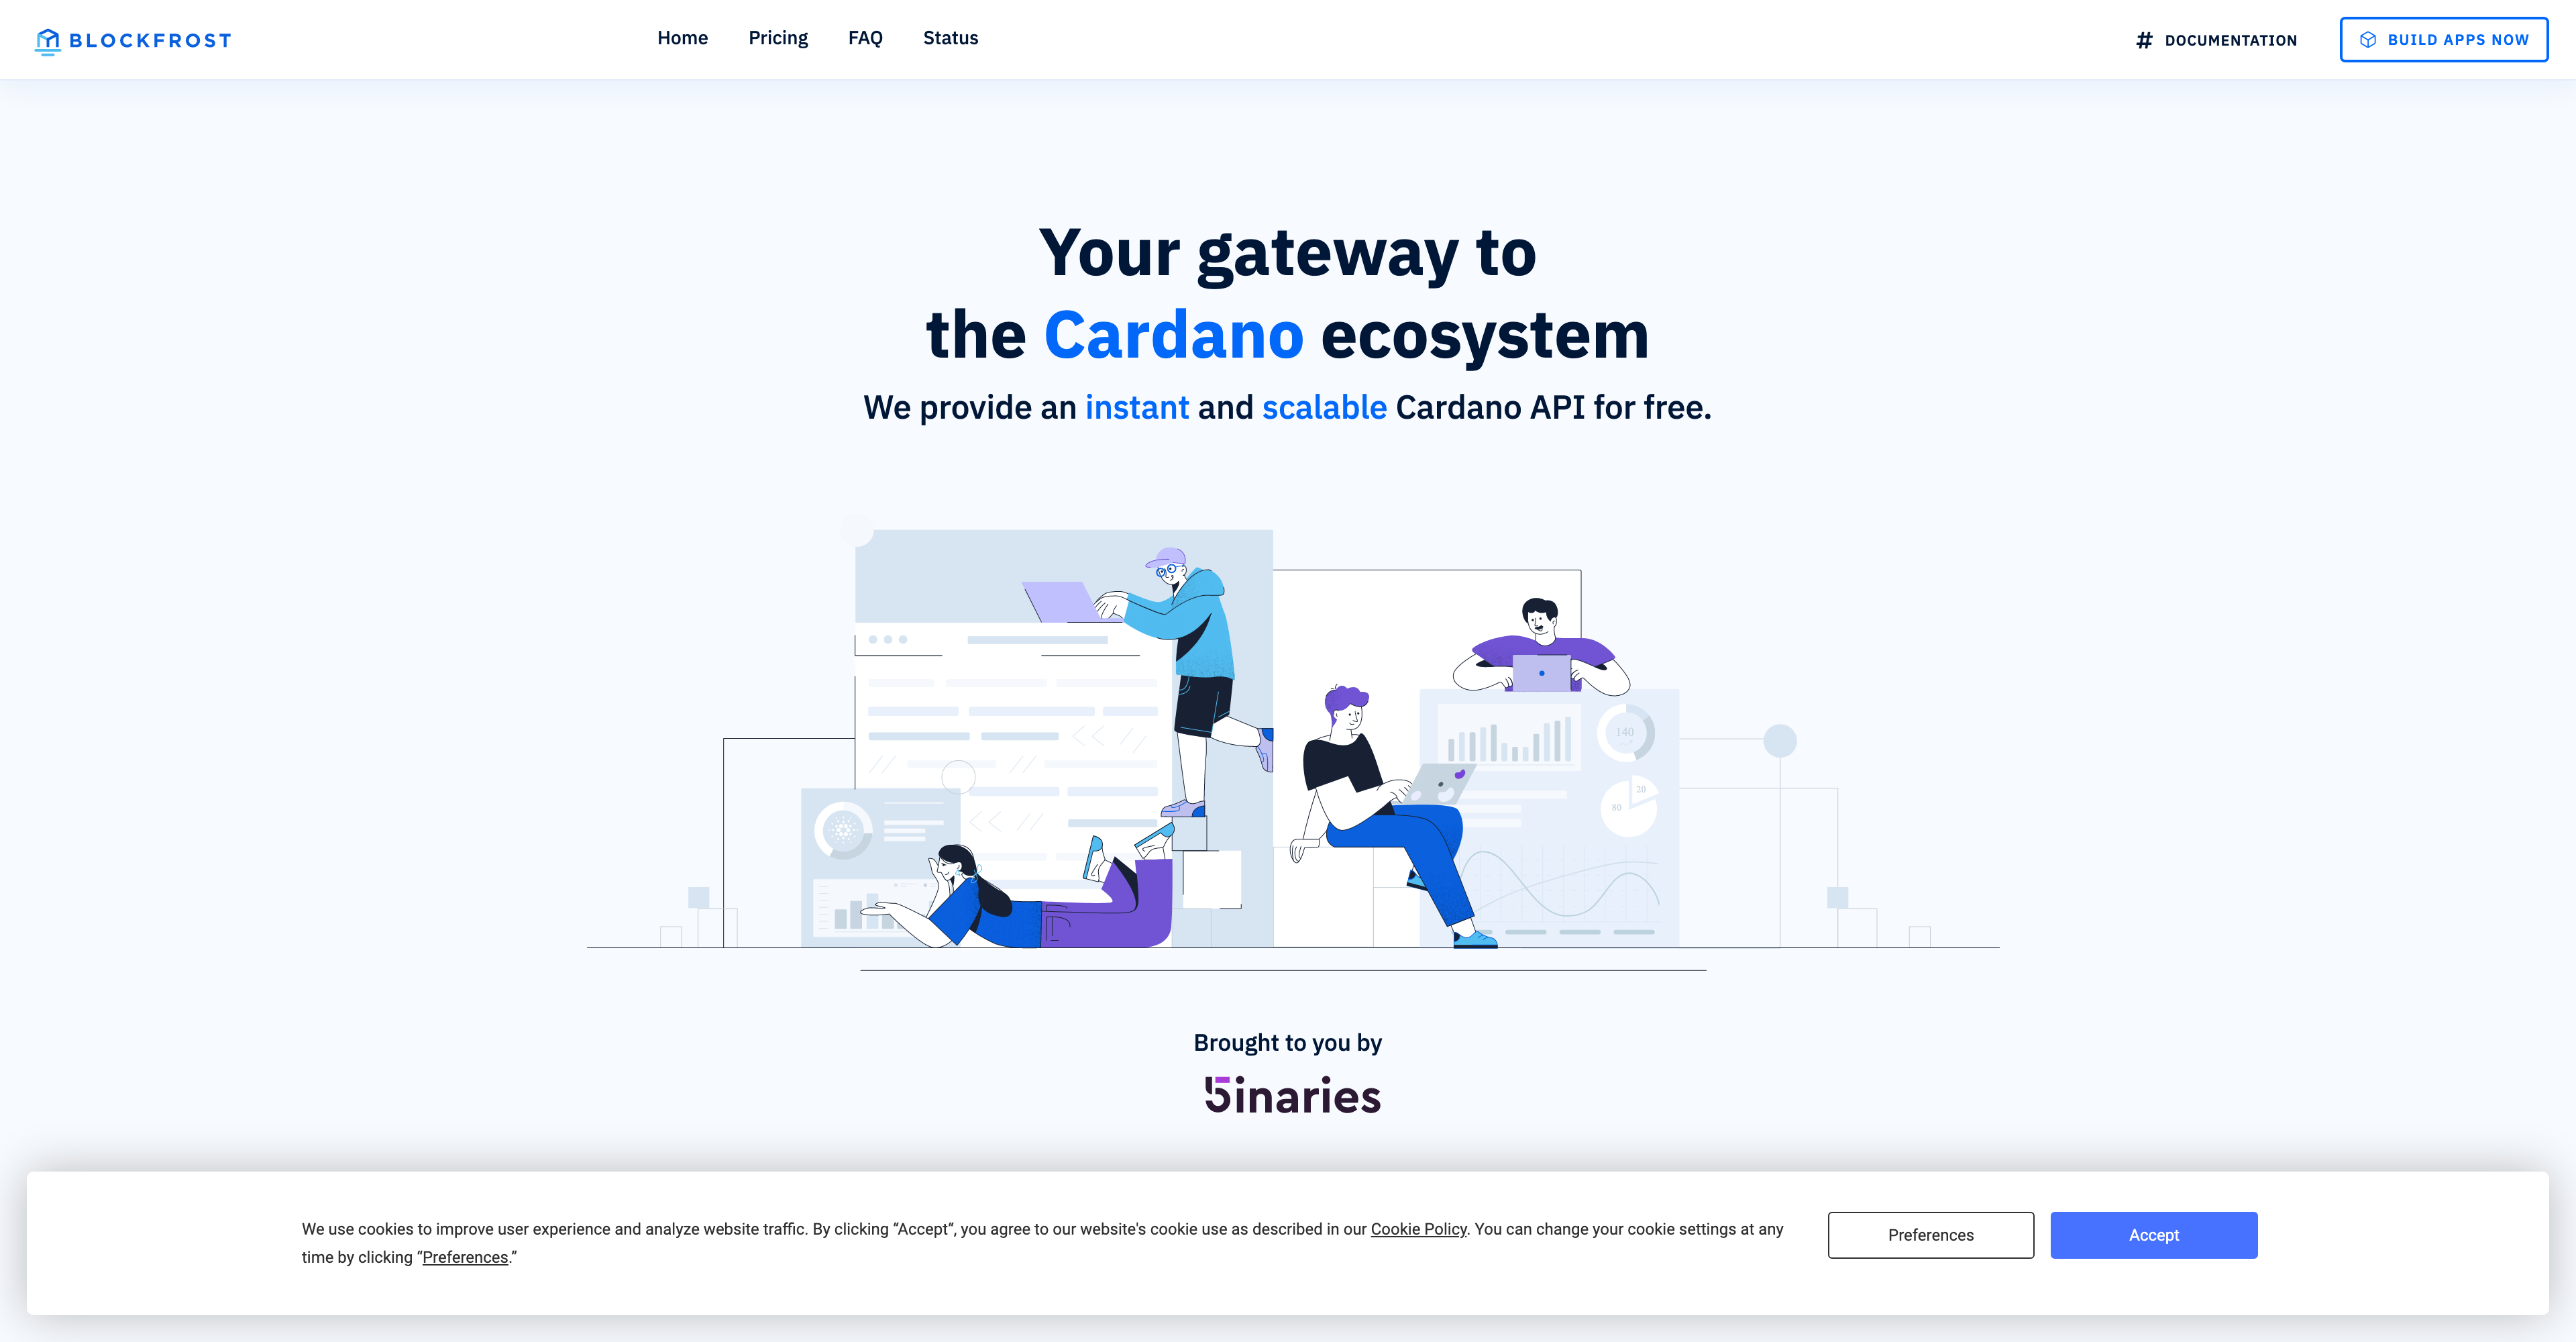 BLOCKFROST
Home
Pricing
FAQ
Status
# DOCUMENTATION
BUILD APPS NOW
Your gateway to
the Cardano ecosystem
We provide an instant and scalable Cardano API for free.
140
20
80
Brought to you by
5inaries
We use cookies to improve user experience and analyze website traffic. By clicking “Accept“, you agree to our website's cookie use as described in our Cookie Policy. You can change your cookie settings at any
time by clicking “Preferences.”
Preferences
Accept